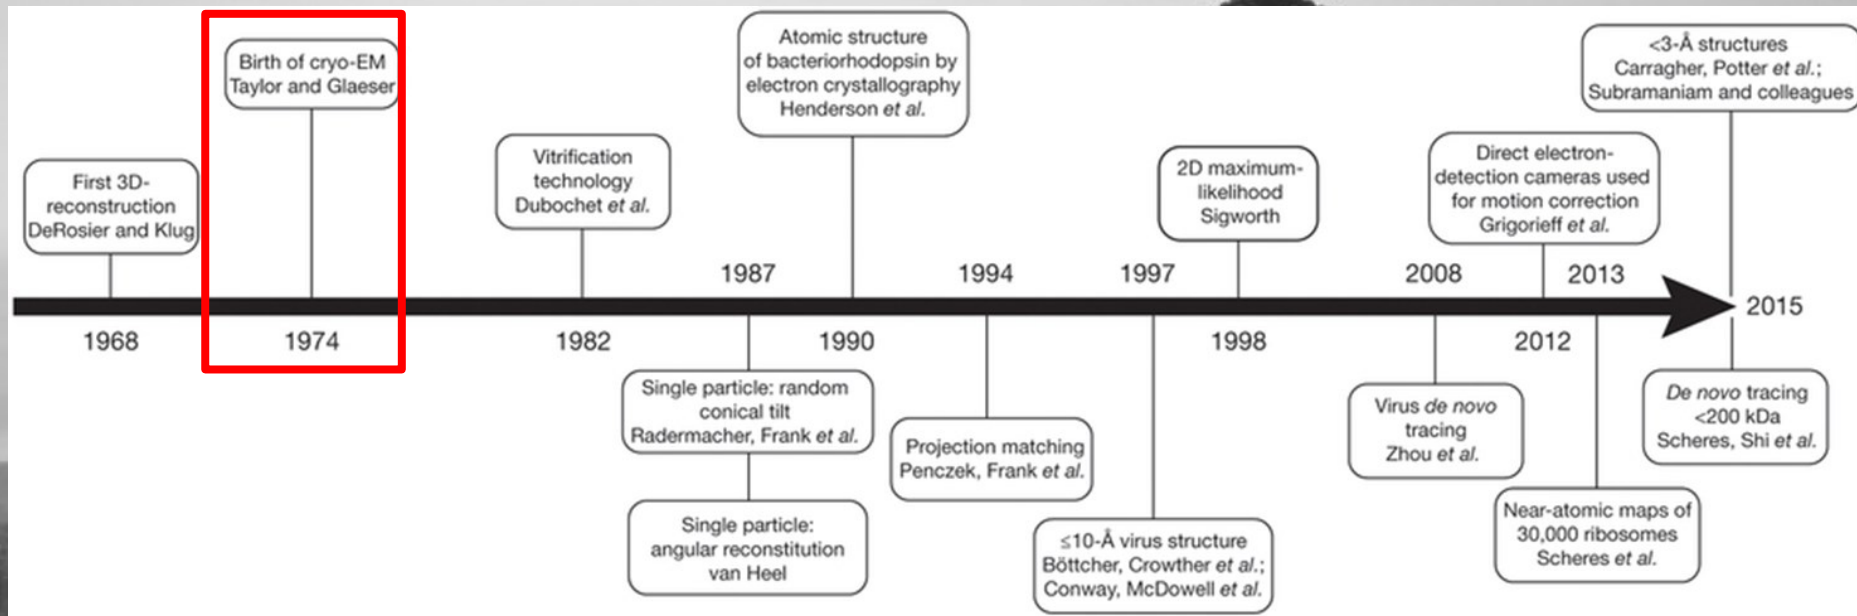 First 3D-
reconstruction
DeRosier and Klug
1968
Birth of cryo-EM
Taylor and Glaeser
1974
Vitrification
technology
Dubochet et al.
1982
1987
Single particle: random
conical tilt
Radermacher, Frank et al.
Single particle:
angular reconstitution
van Heel
Atomic structure
of bacteriorhodopsin by
electron crystallography
Henderson et al.
1990
1994
Projection matching
Penczek, Frank et al.
1997
≤10-Å virus structure
Böttcher, Crowther et al.;
Conway, McDowell et al.
2D maximum-
likelihood
Sigworth
1998
2008
Virus de novo
tracing
Zhou et al.
Direct electron-
detection cameras used
for motion correction
Grigorieff et al.
2012
2013
Near-atomic maps of
30,000 ribosomes
Scheres et al.
<3-Å structures
Carragher, Potter et al.;
Subramaniam and colleagues
2015
De novo tracing
<200 kDa
Scheres, Shi et al.